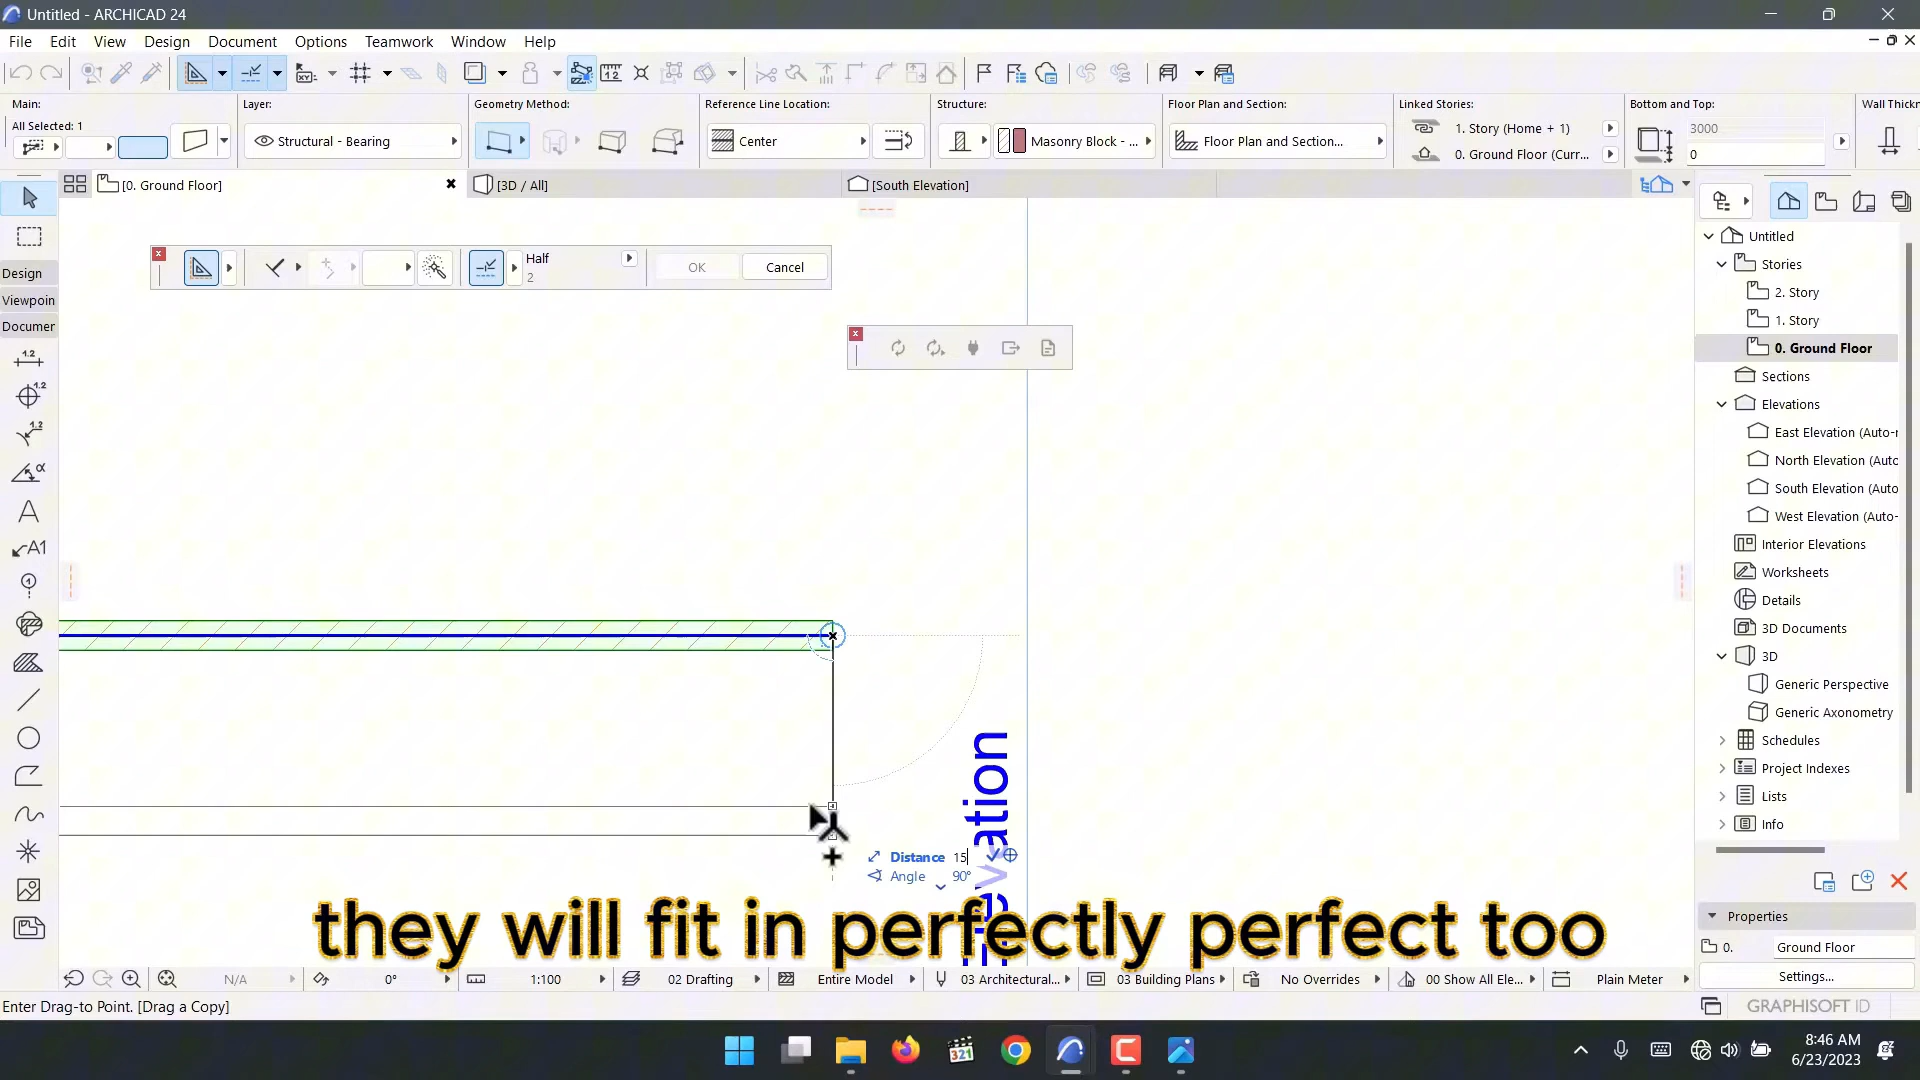 Untitled - ARCHICAD 24
File Edit View Design Document Options Teamwork Window Help
Main: Layer: Geometry Method: Reference Line Location: Structure: Floor Plan and Section: Linked Stories: Bottom and Top: Wall Thickn
All Selected: 1
Structural - Bearing
Center
Masonry Block - ...
Floor Plan and Section...
1. Story (Home + 1)
0. Ground Floor (Curr...
3000
0
[0. Ground Floor] [3D / All] [South Elevation]
Design
Viewpoin
Documer
Half
2
OK Cancel
Untitled
Stories
2. Story
1. Story
0. Ground Floor
Sections
Elevations
East Elevation (Auto-r
North Elevation (Auto
South Elevation (Auto
West Elevation (Auto-
Interior Elevations
Worksheets
Details
3D Documents
3D
Generic Perspective
Generic Axonometry
Schedules
Project Indexes
Lists
Info
Distance 15
Angle 90°
they will fit in perfectly perfect too
Properties
0. Ground Floor
Settings...
N/A 0° 1:100 02 Drafting Entire Model 03 Architectural... 03 Building Plans No Overrides 00 Show All Ele... Plain Meter
Enter Drag-to Point. [Drag a Copy]
GRAPHISOFT ID
8:46 AM
6/23/2023